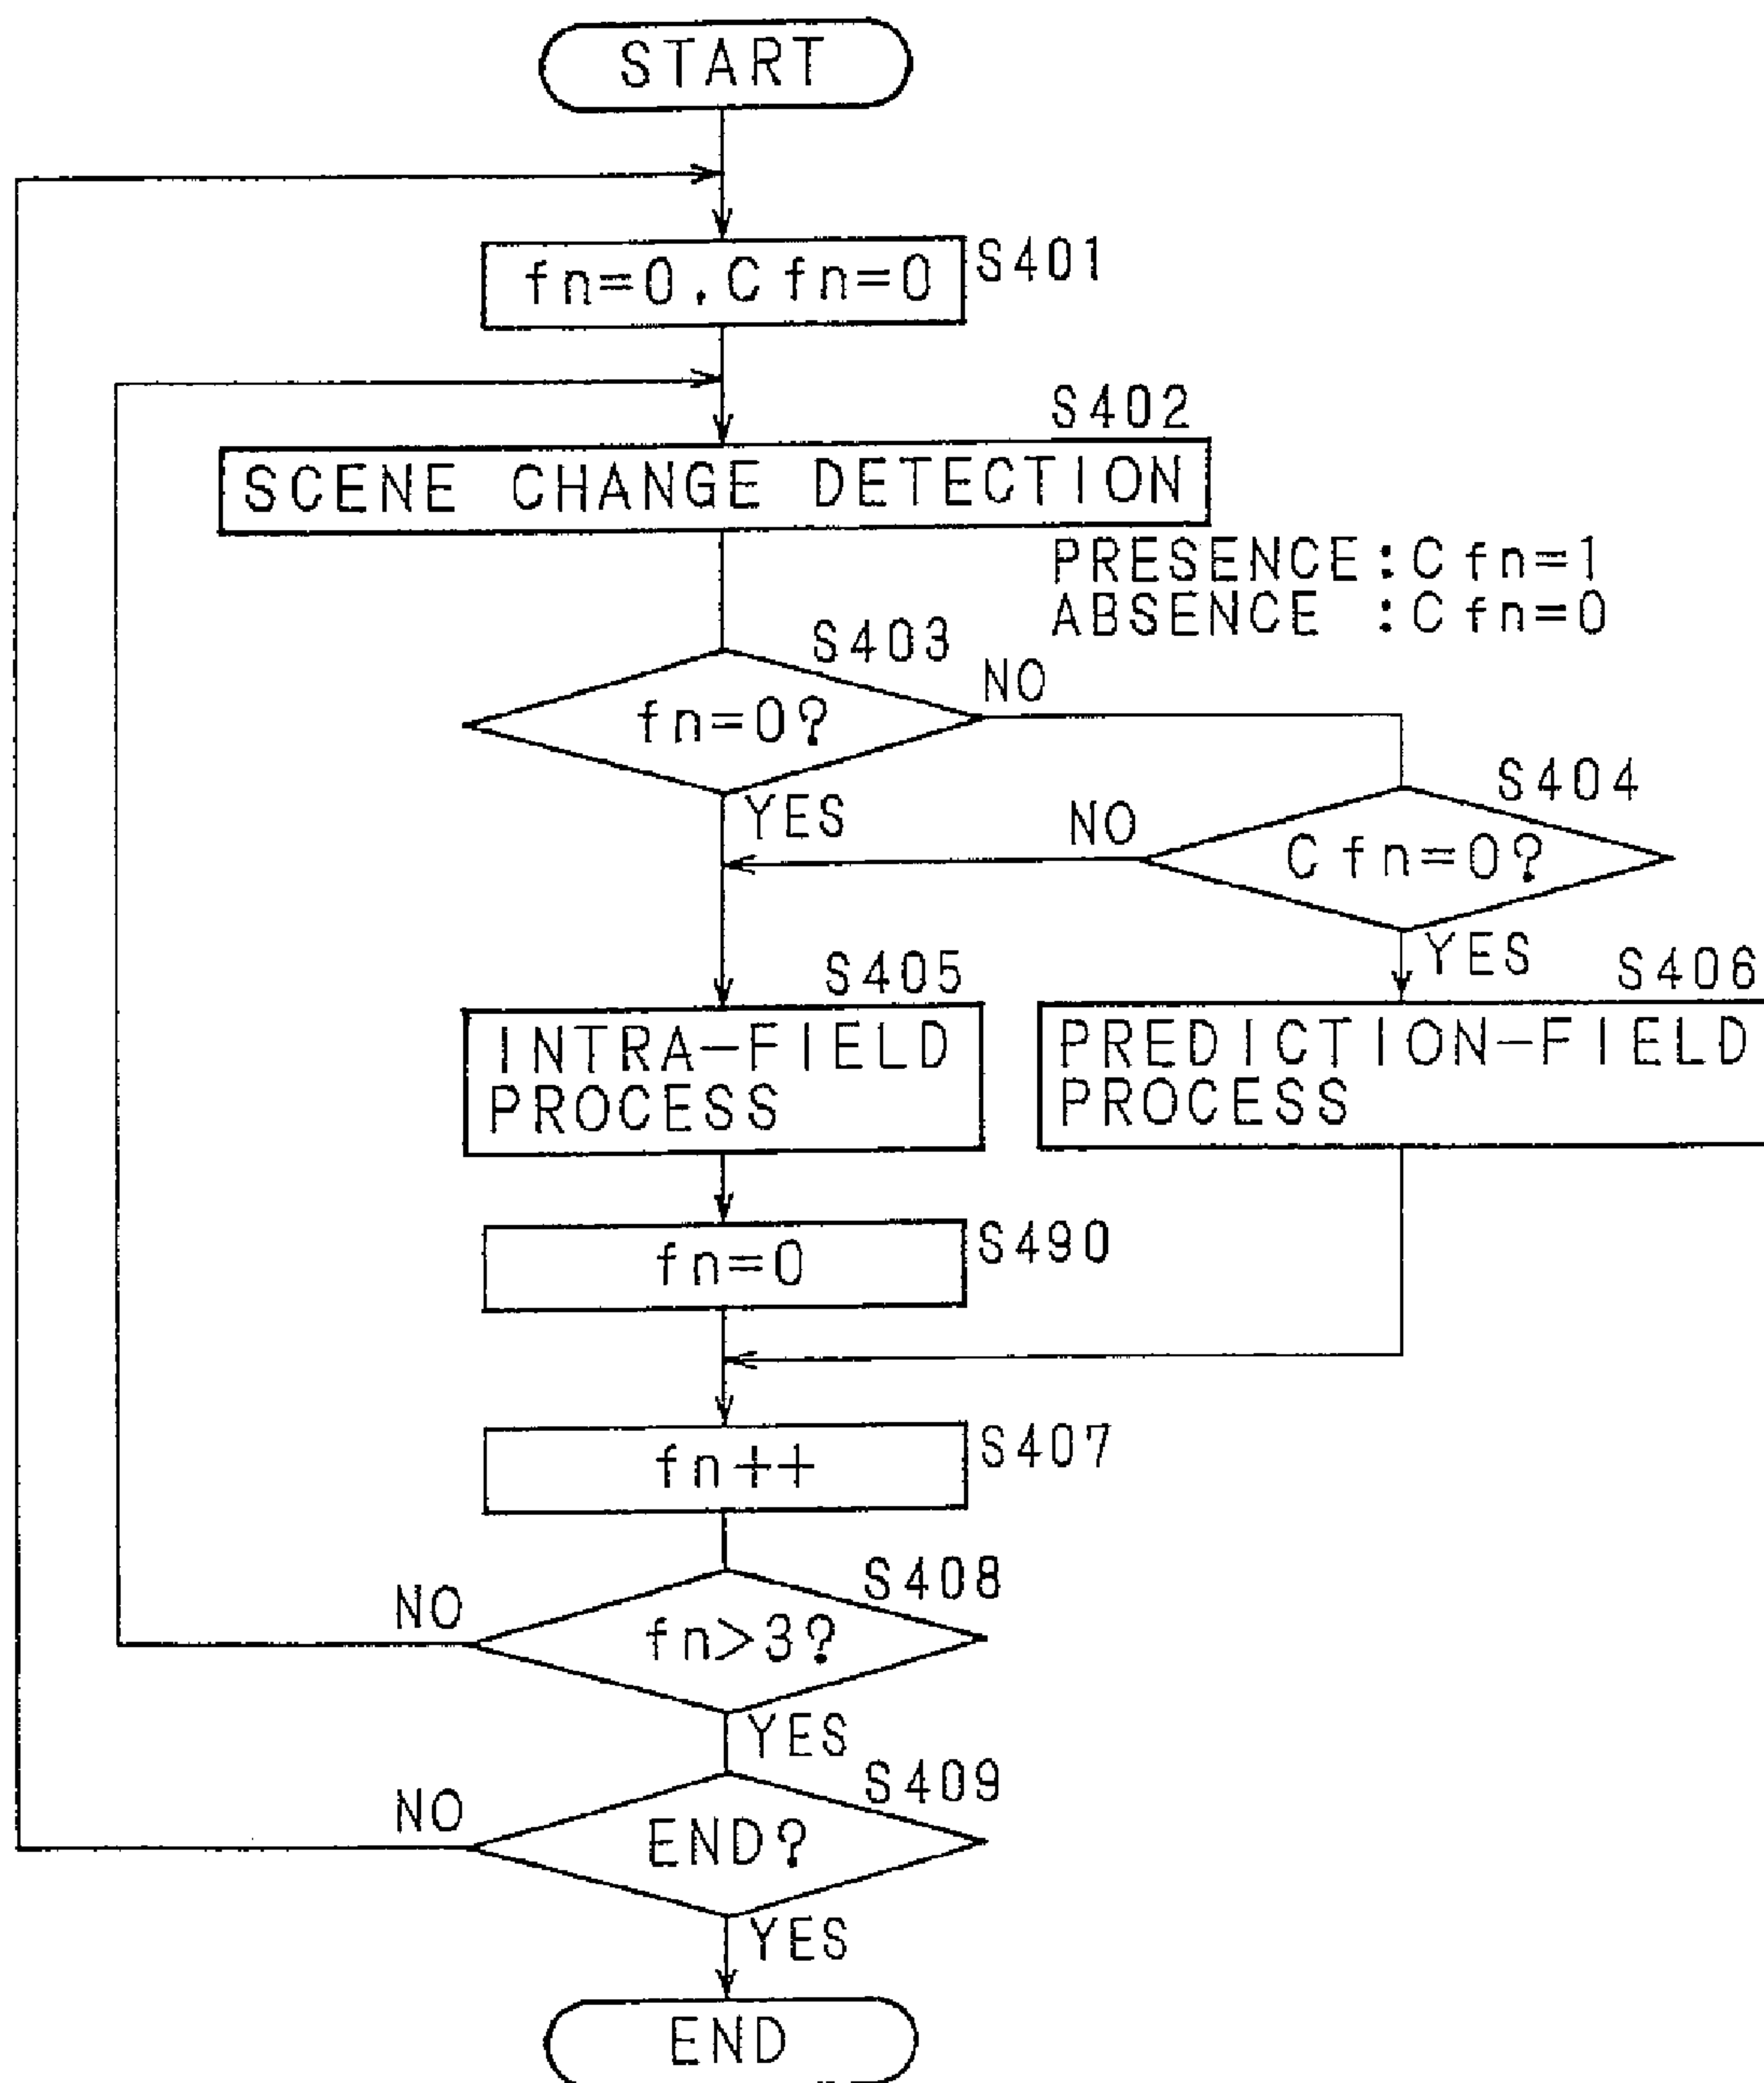 START
fn=0.Cfn=0
S401
S402
SCENE CHANGE DETECTION
PRESENCE:Cfn=1
ABSENCE :Cfn=0
S403
fn=0?
NO
YES
S404
Cfn=0?
NO
YES
S405
INTRA-FIELD
PROCESS
S406
PREDICTION-FIELD
PROCESS
fn=0
S490
fn++
S407
S408
fn>3?
NO
YES
S409
END?
NO
YES
END